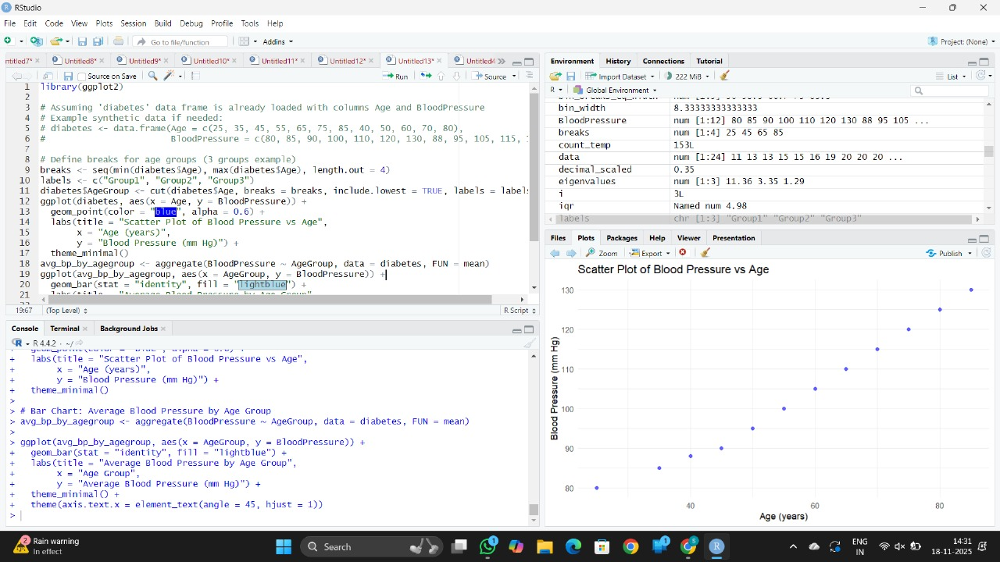 RStudio
File Edit Code View Plots Session Build Debug Profile Tools Help
Go to file/function Addins Project: (None)
ntitled7* Untitled8* Untitled9* Untitled10* Untitled11* Untitled12* Untitled13* Untitled
Source on Save Run Source
1 library(ggplot2)
2
3 # Assuming 'diabetes' data frame is already loaded with columns Age and BloodPressure
4 # Example synthetic data if needed:
5 # diabetes <- data.frame(Age = c(25, 35, 45, 55, 65, 75, 85, 40, 50, 60, 70, 80),
6 # BloodPressure = c(80, 85, 90, 100, 110, 120, 130, 88, 95, 105, 115,
7
8 # Define breaks for age groups (3 groups example)
9 breaks <- seq(min(diabetes$Age), max(diabetes$Age), length.out = 4)
10 labels <- c("Group1", "Group2", "Group3")
11 diabetes$AgeGroup <- cut(diabetes$Age, breaks = breaks, include.lowest = TRUE, labels = label
12 ggplot(diabetes, aes(x = Age, y = BloodPressure)) +
13 geom_point(color = "blue", alpha = 0.6) +
14 labs(title = "Scatter Plot of Blood Pressure vs Age",
15 x = "Age (years)",
16 y = "Blood Pressure (mm Hg)") +
17 theme_minimal()
18 avg_bp_by_agegroup <- aggregate(BloodPressure ~ AgeGroup, data = diabetes, FUN = mean)
19 ggplot(avg_bp_by_agegroup, aes(x = AgeGroup, y = BloodPressure)) +
20 geom_bar(stat = "identity", fill = "lightblue") +
21 labs(title = "Average Blood Pressure by Age Group",
19:67 (Top Level) R Script
Console Terminal Background Jobs
R 4.4.2 · ~/
+ labs(title = "Scatter Plot of Blood Pressure vs Age",
+ x = "Age (years)",
+ y = "Blood Pressure (mm Hg)") +
+ theme_minimal()
>
> # Bar Chart: Average Blood Pressure by Age Group
> avg_bp_by_agegroup <- aggregate(BloodPressure ~ AgeGroup, data = diabetes, FUN = mean)
>
> ggplot(avg_bp_by_agegroup, aes(x = AgeGroup, y = BloodPressure)) +
+ geom_bar(stat = "identity", fill = "lightblue") +
+ labs(title = "Average Blood Pressure by Age Group",
+ x = "Age Group",
+ y = "Average Blood Pressure (mm Hg)") +
+ theme_minimal() +
+ theme(axis.text.x = element_text(angle = 45, hjust = 1))
>
Environment History Connections Tutorial
Import Dataset 222 MiB List
R Global Environment
bin_width 8.33333333333333
BloodPressure num [1:12] 80 85 90 100 110 120 130 88 95 105 ...
breaks num [1:4] 25 45 65 85
count_temp 153L
data num [1:24] 11 13 13 15 15 16 19 20 20 20 ...
decimal_scaled 0.35
eigenvalues num [1:3] 11.36 3.35 1.29
i 3L
iqr Named num 4.98
labels chr [1:3] "Group1" "Group2" "Group3"
Files Plots Packages Help Viewer Presentation
Zoom Export Publish
Scatter Plot of Blood Pressure vs Age
130
120
110
100
90
80
Blood Pressure (mm Hg)
40 60 80
Age (years)
2 Rain warning
In effect
Search
1
1
S
ENG
IN
14:31
18-11-2025